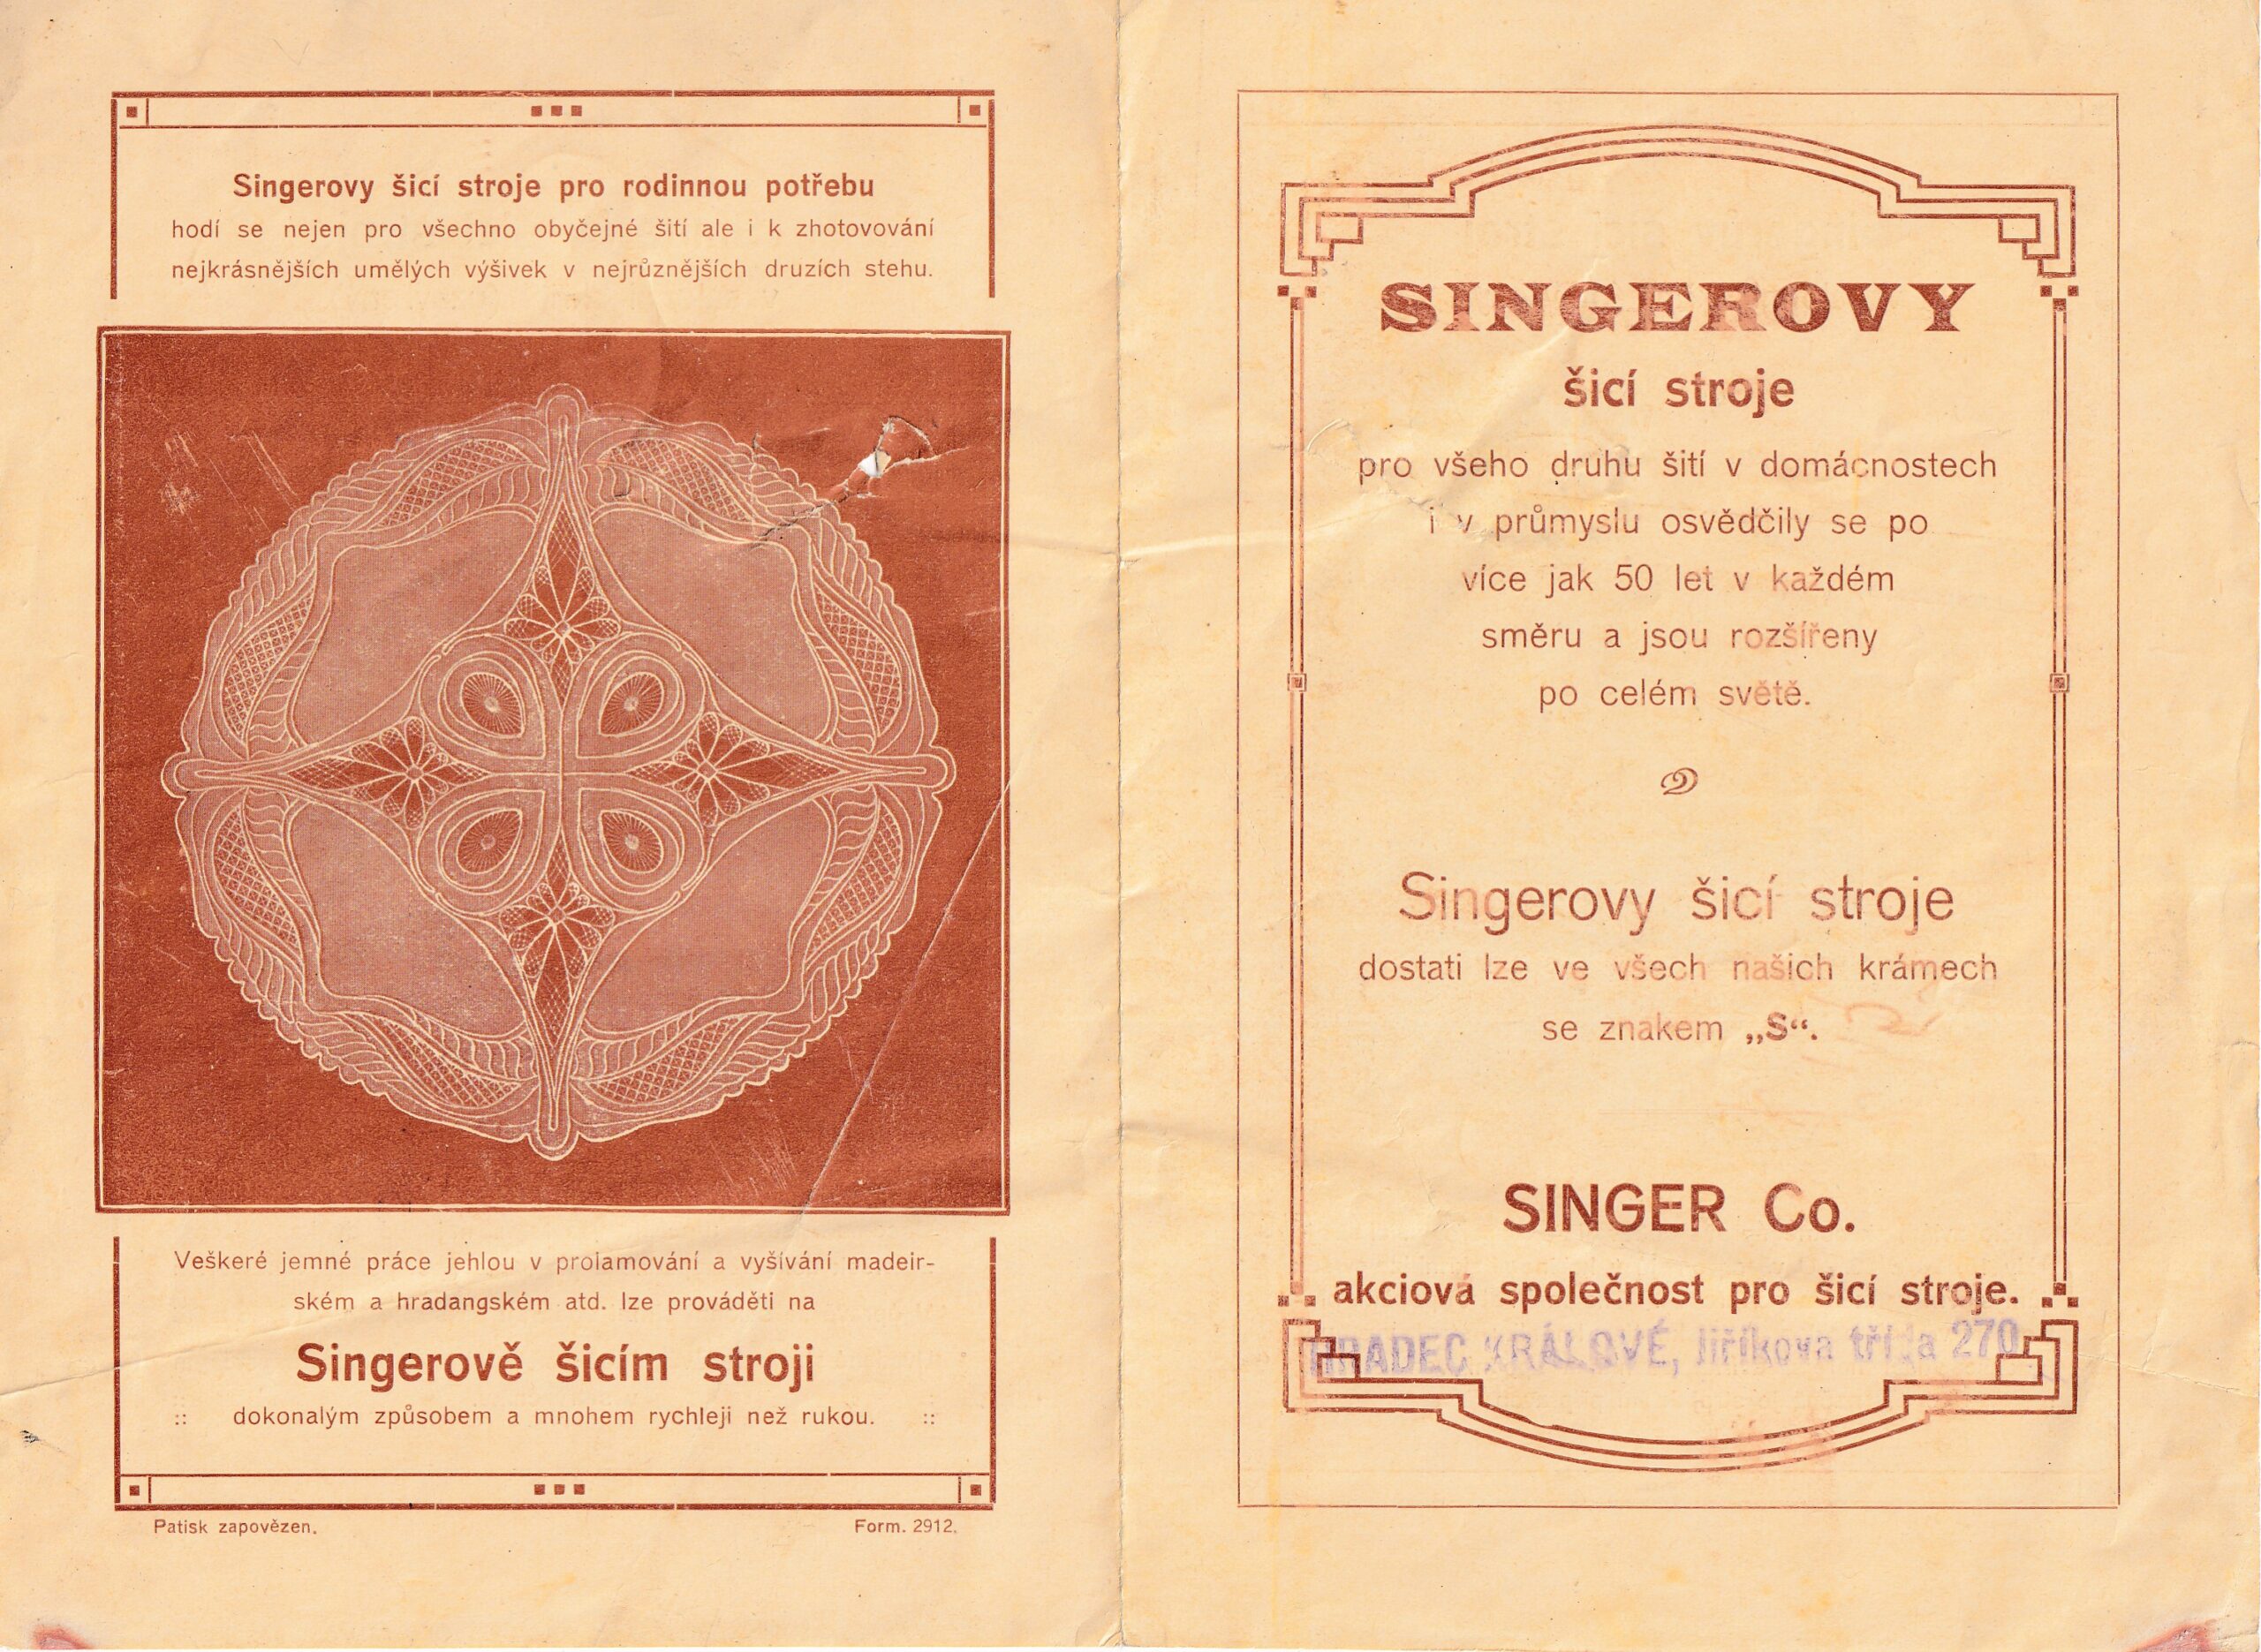 Singerovy šicí stroje pro rodinnou potřebu
hodí se nejen pro všechno obyčejné šití ale i k zhotovování
nejkrásnějších umělých výšivek v nejrůznějších druzích stehu.
Veškeré jemné práce jehlou v prolamování a vyšívání madeir-
ském a hradangském atd. lze prováděti na
Singerově šicím stroji
:: dokonalým způsobem a mnohem rychleji než rukou. ::
Patisk zapovězen.
Form. 2912.
SINGEROVY
šicí stroje
pro všeho druhu šití v domácnostech
i v průmyslu osvědčily se po
více jak 50 let v každém
směru a jsou rozšířeny
po celém světě.
Singerovy šicí stroje
dostati lze ve všech našich krámech
se znakem „S“.
SINGER Co.
akciová společnost pro šicí stroje.
HRADEC KRÁLOVÉ, Jiříkova třída 270